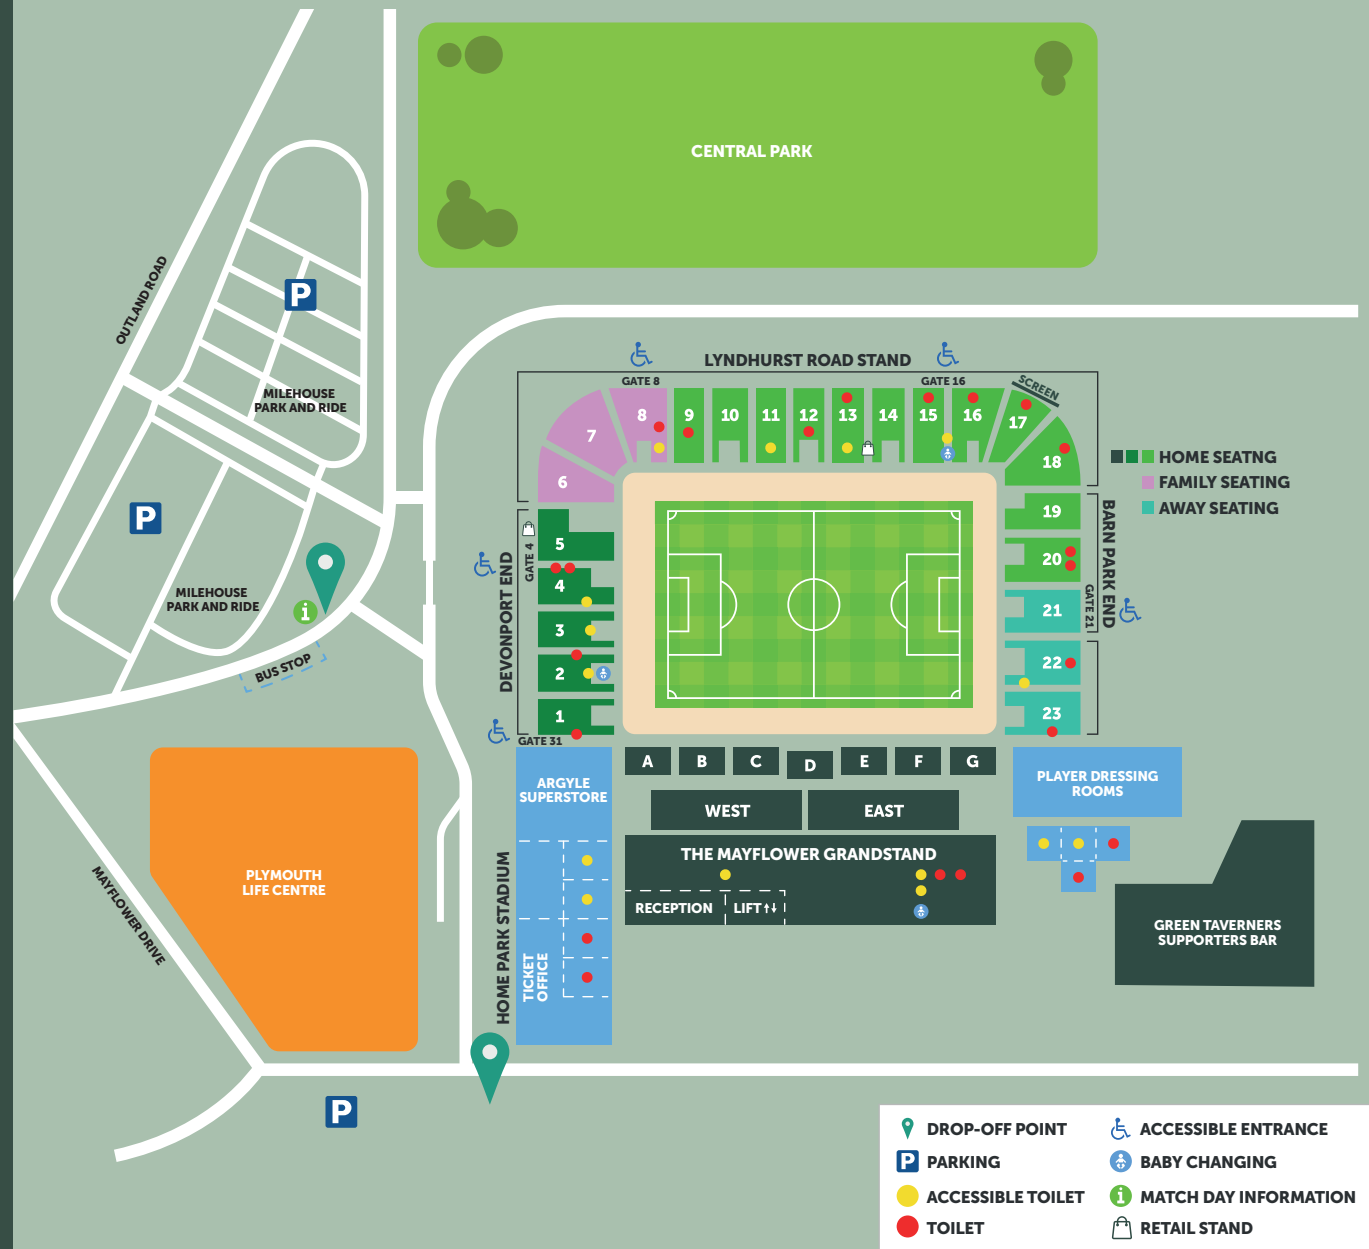 CENTRAL PARK
OUTLAND ROAD
P
MILEHOUSE
PARK AND RIDE
P
MILEHOUSE
PARK AND RIDE
i
BUS STOP
LYNDHURST ROAD STAND
GATE 8
GATE 16
SCREEN
6
7
8
9
10
11
12
13
14
15
16
17
18
HOME SEATNG
FAMILY SEATING
AWAY SEATING
DEVONPORT END
GATE 4
5
4
3
2
1
GATE 31
19
20
21
22
23
BARN PARK END
GATE 21
A
B
C
D
E
F
G
WEST
EAST
THE MAYFLOWER GRANDSTAND
RECEPTION
LIFT
ARGYLE
SUPERSTORE
TICKET
OFFICE
HOME PARK STADIUM
PLAYER DRESSING
ROOMS
GREEN TAVERNERS
SUPPORTERS BAR
PLYMOUTH
LIFE CENTRE
MAYFLOWER DRIVE
P
DROP-OFF POINT
P PARKING
ACCESSIBLE TOILET
TOILET
ACCESSIBLE ENTRANCE
BABY CHANGING
i MATCH DAY INFORMATION
RETAIL STAND